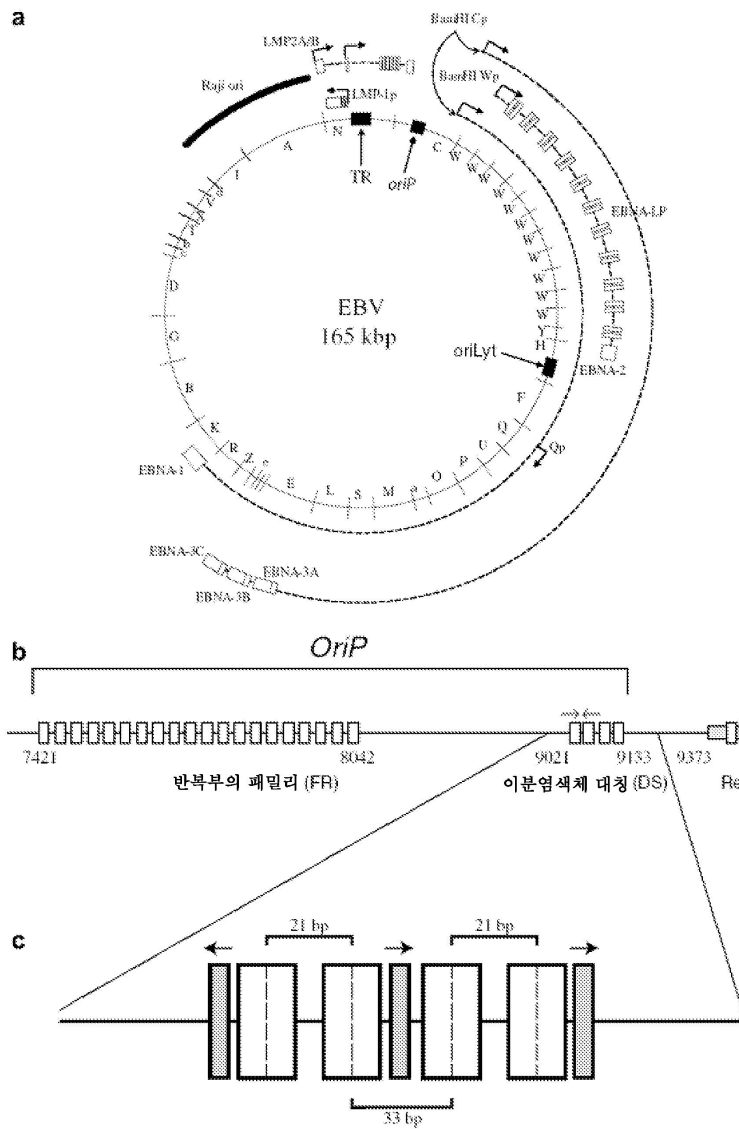 a
BamHI Cp
LMP2A/B
Raji ori
BamHI Wp
LMP-1p
N
TR
oriP
C
W
W
W
W
W
W
W
W
W
W
W
A
I
EBNA-LP
D
EBV
165 kbp
Y
H
G
oriLyt
EBNA-2
B
F
K
Q
Qp
R
U
EBNA-1
Z
e
P
E
O
L
S
M
a
EBNA-3C
EBNA-3A
EBNA-3B
b
OriP
7421
8042
9021
9133
9373
반복부의 패밀리 (FR)
이분염색체 대칭 (DS)
Re
21 bp
21 bp
c
33 bp